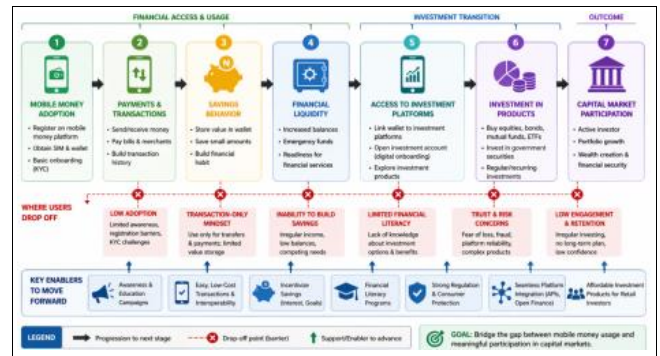 FINANCIAL ACCESS & USAGE
INVESTMENT TRANSITION
OUTCOME
1
2
3
4
5
6
7
MOBILE MONEY
ADOPTION
• Register on mobile
money platform
• Obtain SIM & wallet
• Basic onboarding
(KYC)
PAYMENTS &
TRANSACTIONS
• Send/receive money
• Pay bills & merchants
• Build transaction
history
SAVINGS
BEHAVIOR
• Store value in wallet
• Save small amounts
• Build financial
habit
FINANCIAL
LIQUIDITY
• Increased balances
• Emergency funds
• Readiness for
financial services
ACCESS TO INVESTMENT
PLATFORMS
• Link wallet to investment
platforms
• Open investment account
(digital onboarding)
• Explore investment
products
INVESTMENT IN
PRODUCTS
• Buy equities, bonds,
mutual funds, ETFs
• Invest in government
securities
• Regular/recurring
investments
CAPITAL MARKET
PARTICIPATION
• Active
investor
• Portfolio growth
• Wealth creation &
financial security
WHERE USERS
DROP OFF
LOW ADOPTION
Limited awareness,
registration barriers,
KYC challenges
TRANSACTION-ONLY
MINDSET
Use only for transfers
& payments; limited
value storage
INABILITY TO BUILD
SAVINGS
Irregular income,
low balances,
competing needs
LIMITED FINANCIAL
LITERACY
Lack of knowledge
about investment
options & benefits
TRUST & RISK
CONCERNS
Fear of loss, fraud,
platform reliability,
complex products
LOW ENGAGEMENT
& RETENTION
Irregular investing,
no long-term plan,
low confidence
KEY ENABLERS
TO MOVE
FORWARD
Awareness &
Education
Campaigns
Easy, Low-Cost
Transactions &
Interoperability
Incentivize
Savings
(Interest, Goals)
Financial
Literacy
Programs
Strong Regulation
& Consumer
Protection
Seamless Platform
Integration (APIs,
Open Finance)
Affordable Investment
Products for Retail
Investors
LEGEND
Progression to next stage
Drop-off point (barrier)
Support/Enabler to advance
GOAL: Bridge the gap between mobile money usage and
meaningful participation in capital markets.